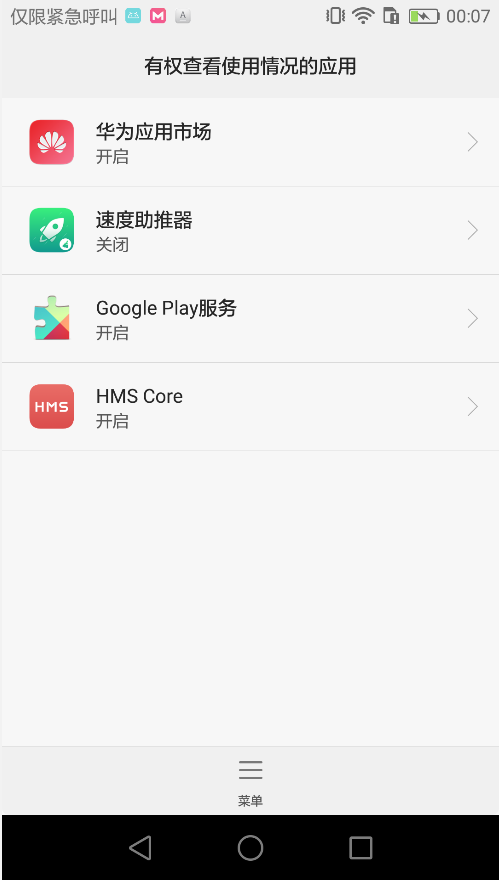 仅限紧急呼叫 00:07
有权查看使用情况的应用
华为应用市场
开启
速度助推器
关闭
Google Play服务
开启
HMS
HMS Core
开启
菜单